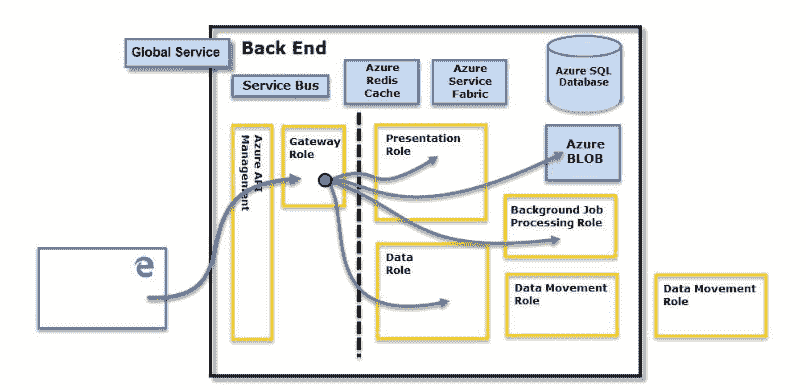 Global Service
Back End
Service Bus
Azure
Redis
Cache
Azure
Service
Fabric
Azure SQL
Database
Azure API
Management
Gateway
Role
Presentation
Role
Azure
BLOB
Background Job
Processing Role
Data
Role
Data Movement
Role
Data Movement
Role
e